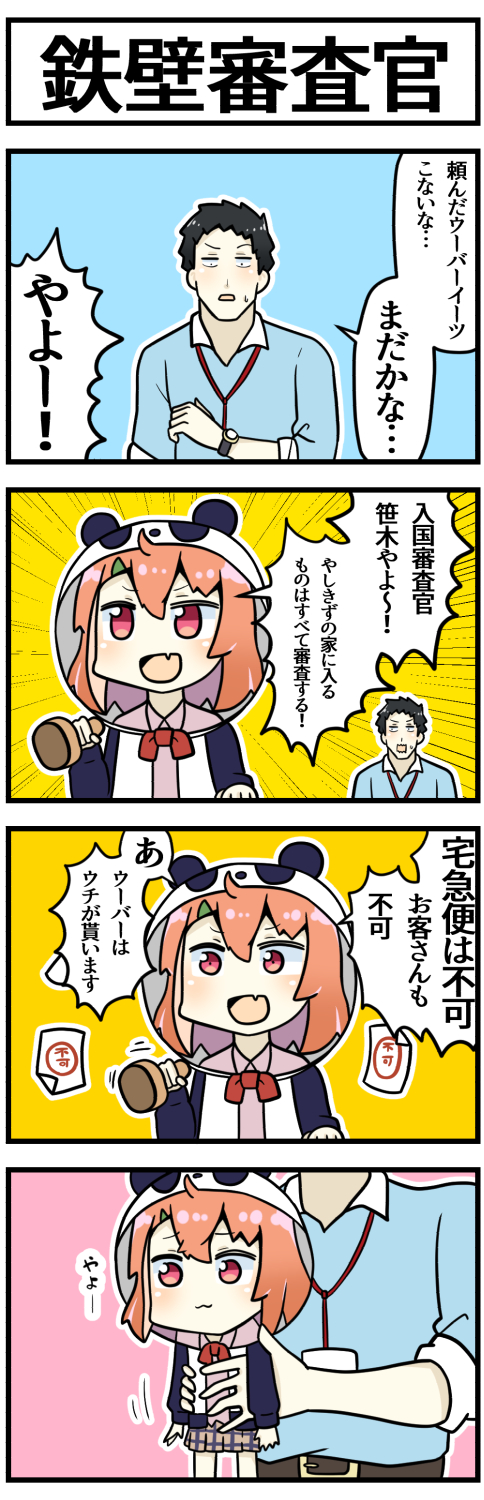 鉄壁審査官
頼んだウーバーイーツ
こないな…
まだかな…
やよー！
入国審査官
笹木やよ～！
やしきずの家に入る
ものはすべて審査する！
宅急便は不可
お客さんも
不可
あ
ウーバーは
ウチが貰います
不可
不可
やよー